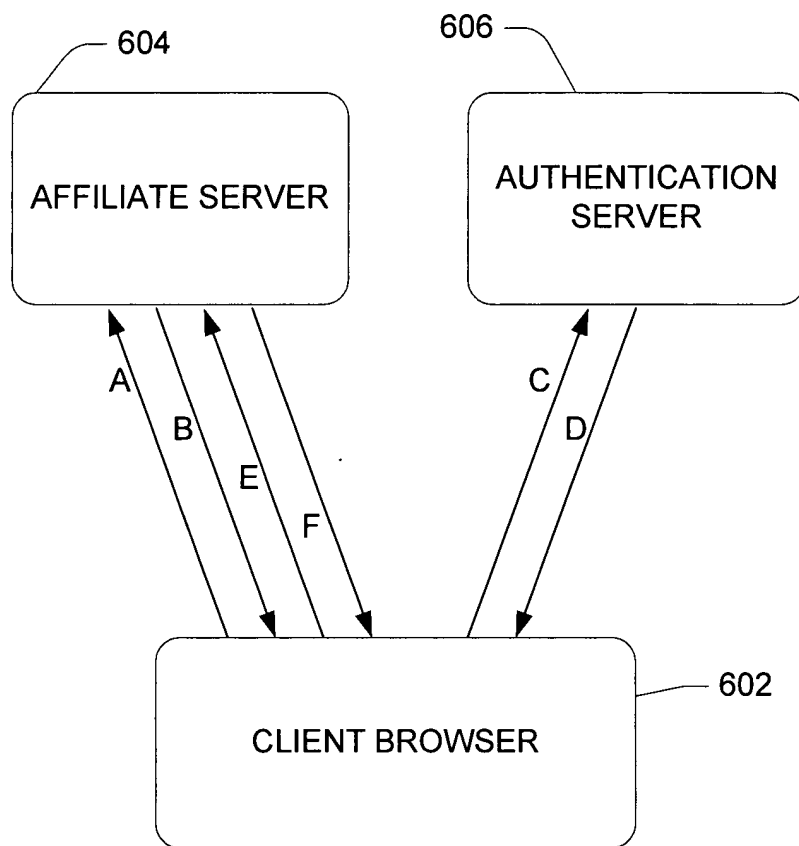 604
606
AFFILIATE SERVER
AUTHENTICATION
SERVER
A
B
E
F
C
D
602
CLIENT BROWSER